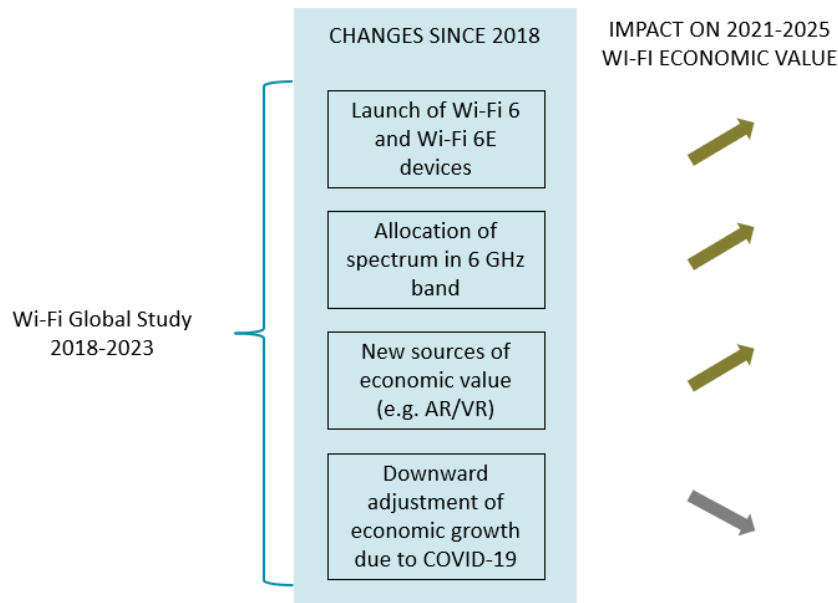 CHANGES SINCE 2018
IMPACT ON 2021-2025
WI-FI ECONOMIC VALUE
Wi-Fi Global Study
2018-2023
Launch of Wi-Fi 6
and Wi-Fi 6E
devices
Allocation of
spectrum in 6 GHz
band
New sources of
economic value
(e.g. AR/VR)
Downward
adjustment of
economic growth
due to COVID-19